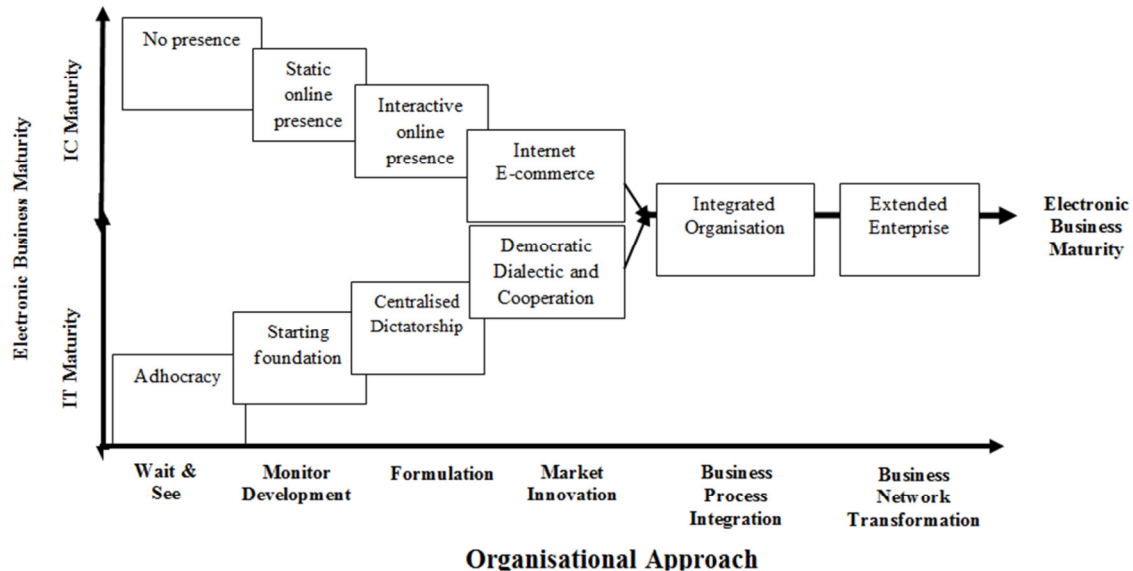 Electronic Business Maturity
IC Maturity
IT Maturity
No presence
Static
online
presence
Interactive
online
presence
Internet
E-commerce
Democratic
Dialectic and
Cooperation
Centralised
Dictatorship
Starting
foundation
Adhocracy
Integrated
Organisation
Extended
Enterprise
Electronic
Business
Maturity
Wait &
See
Monitor
Development
Formulation
Market
Innovation
Business
Process
Integration
Business
Network
Transformation
Organisational Approach